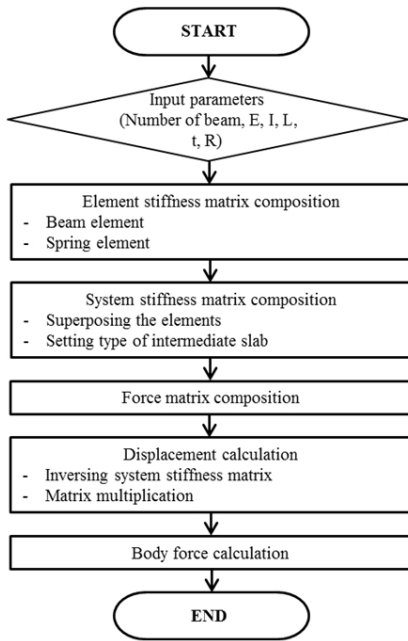 START
Input parameters
(Number of beam, E, I, L,
t, R)
Element stiffness matrix composition
- Beam element
- Spring element
System stiffness matrix composition
- Superposing the elements
- Setting type of intermediate slab
Force matrix composition
Displacement calculation
- Inversing system stiffness matrix
- Matrix multiplication
Body force calculation
END